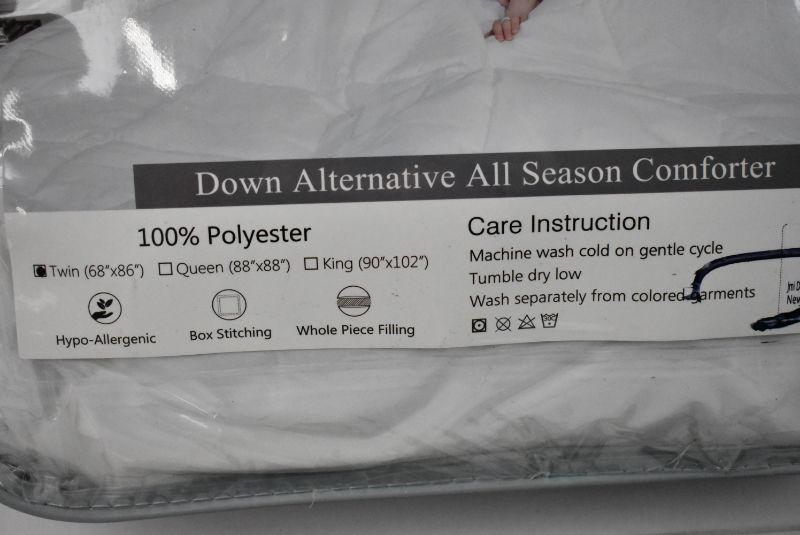 Down Alternative All Season Comforter
100% Polyester
Twin (68”x86”) Queen (88”x88”) King (90”x102”)
Hypo-Allergenic Box Stitching Whole Piece Filling
Care Instruction
Machine wash cold on gentle cycle
Tumble dry low
Wash separately from colored garments